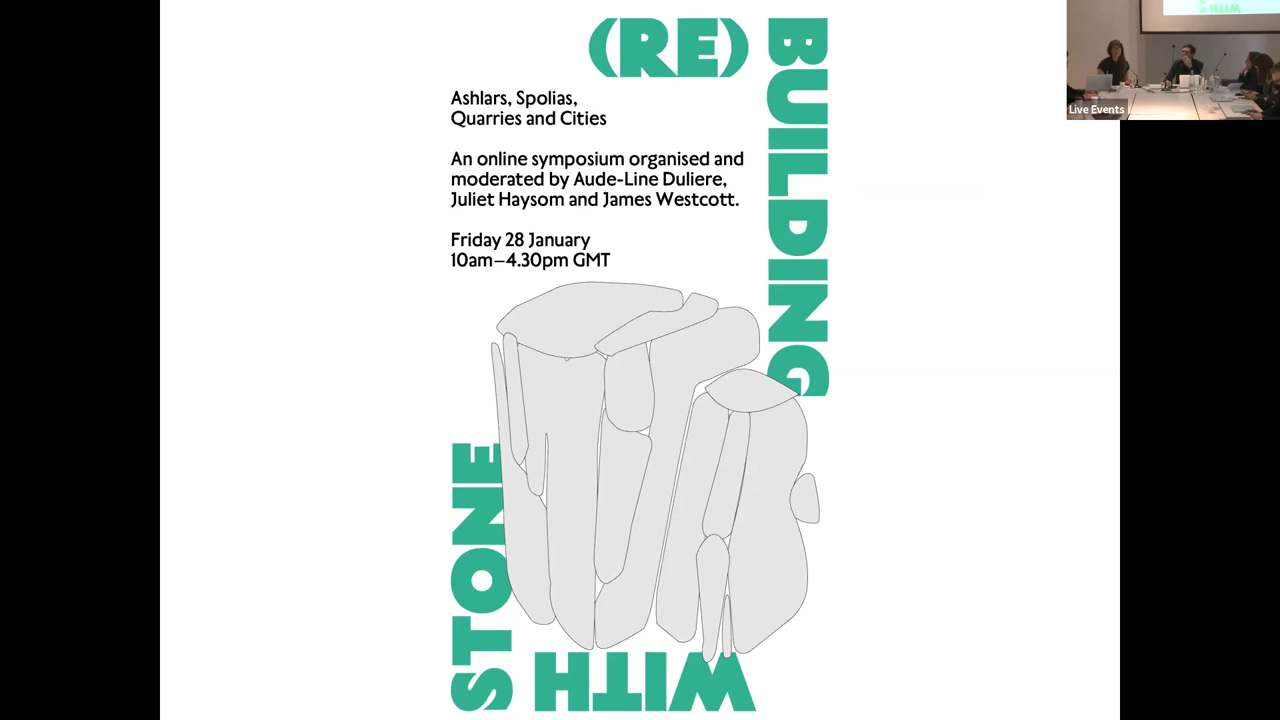 (RE)
BUILDING
WITH
STONE
Ashlars, Spolias,
Quarries and Cities
An online symposium organised and
moderated by Aude-Line Duliere,
Juliet Haysom and James Westcott.
Friday 28 January
10am–4.30pm GMT
Live Events
WITH